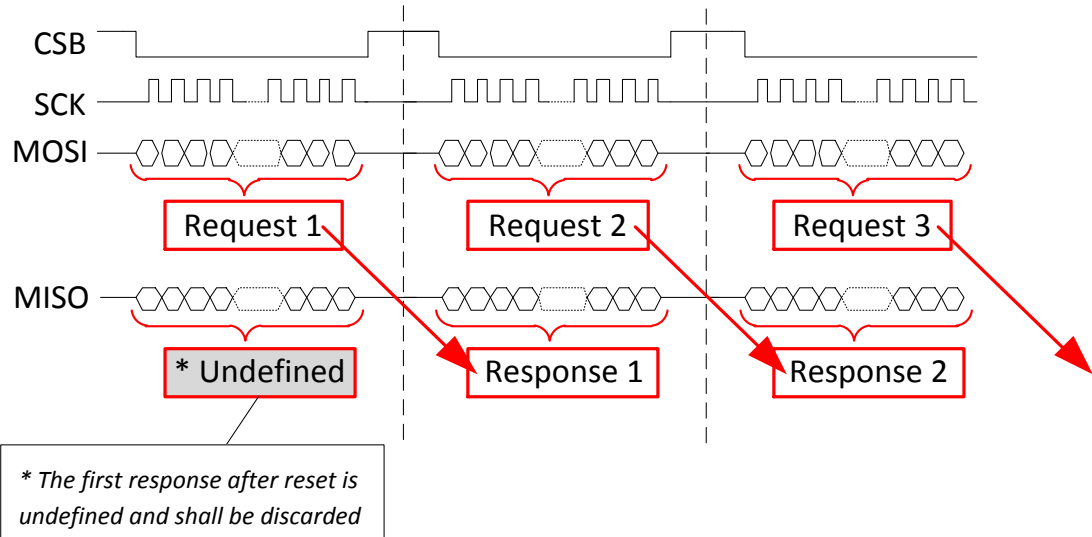 CSB
SCK
MOSI
Request 1
Request 2
Request 3
MISO
* Undefined
Response 1
Response 2
* The first response after reset is
undefined and shall be discarded